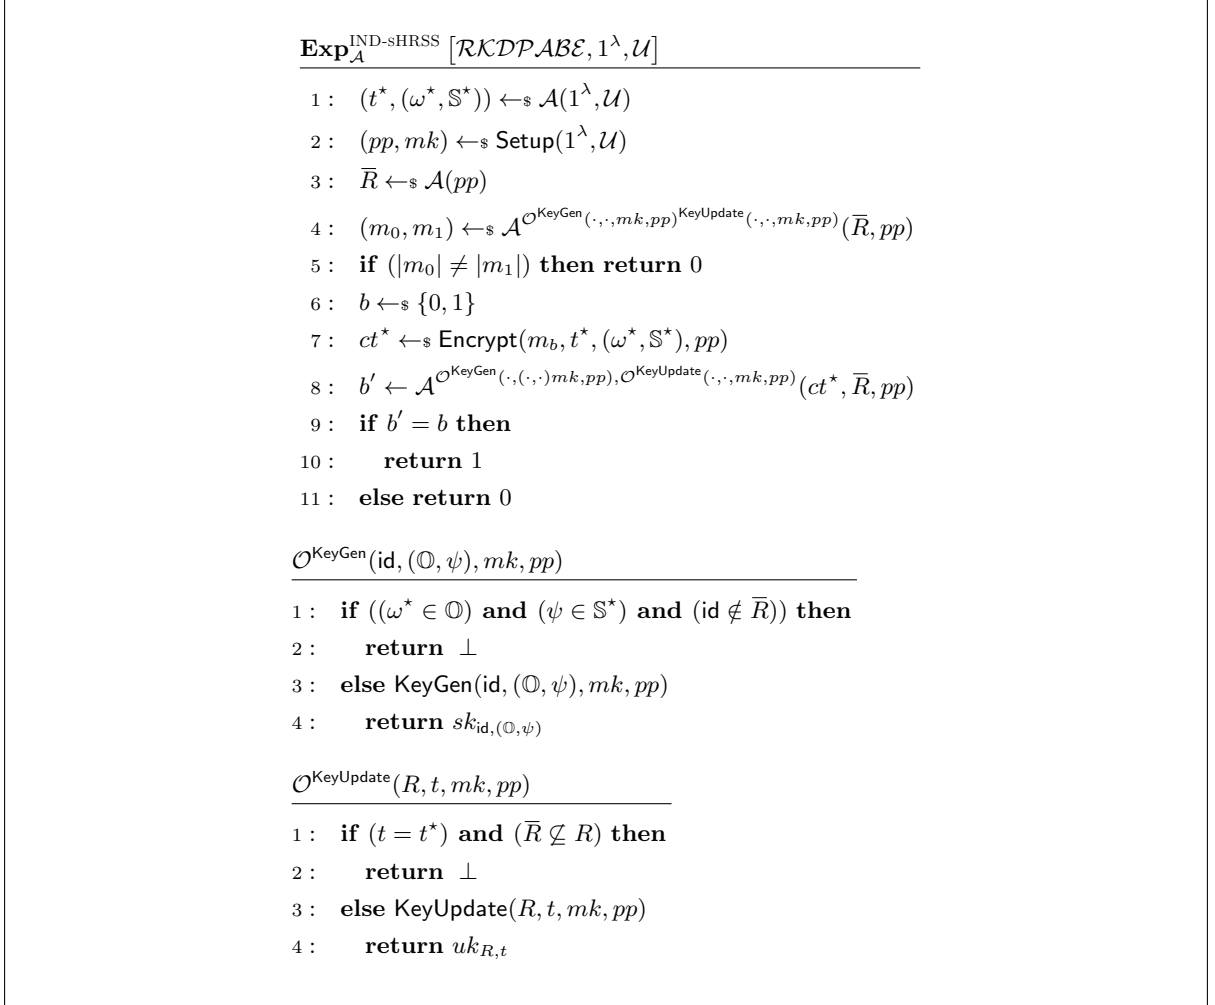 Exp_𝒜^IND-sHRSS [ℛ𝒦𝒟𝒫𝒜ℬℰ, 1^λ, 𝒰]
1 : (t^⋆, (ω^⋆, 𝕊^⋆)) ←$ 𝒜(1^λ, 𝒰)
2 : (pp, mk) ←$ Setup(1^λ, 𝒰)
3 : R̅ ←$ 𝒜(pp)
4 : (m_0, m_1) ←$ 𝒜^{𝒪^KeyGen(·,·,mk,pp)^KeyUpdate(·,·,mk,pp)}(R̅, pp)
5 : if (|m_0| ≠ |m_1|) then return 0
6 : b ←$ {0, 1}
7 : ct^⋆ ←$ Encrypt(m_b, t^⋆, (ω^⋆, 𝕊^⋆), pp)
8 : b′ ← 𝒜^{𝒪^KeyGen(·,(·,·)mk,pp),𝒪^KeyUpdate(·,·,mk,pp)}(ct^⋆, R̅, pp)
9 : if b′ = b then
10 : return 1
11 : else return 0
𝒪^KeyGen(id, (𝕆, ψ), mk, pp)
1 : if ((ω^⋆ ∈ 𝕆) and (ψ ∈ 𝕊^⋆) and (id ∉ R̅)) then
2 : return ⊥
3 : else KeyGen(id, (𝕆, ψ), mk, pp)
4 : return sk_{id,(𝕆,ψ)}
𝒪^KeyUpdate(R, t, mk, pp)
1 : if (t = t^⋆) and (R̅ ⊈ R) then
2 : return ⊥
3 : else KeyUpdate(R, t, mk, pp)
4 : return uk_{R,t}